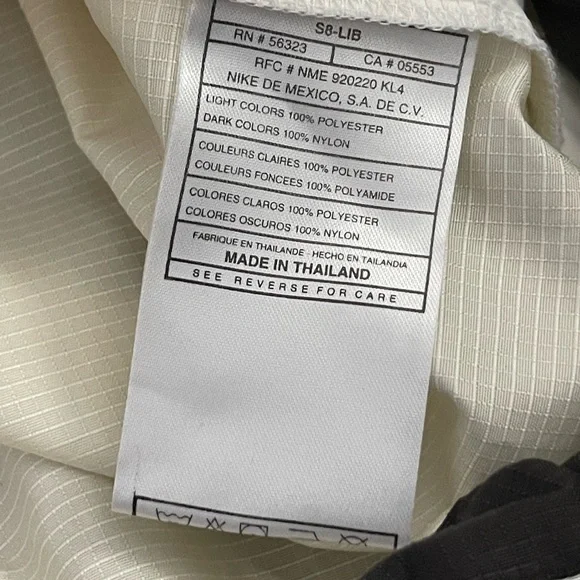 S8-LIB
RN # 56323 CA # 05553
RFC # NME 920220 KL4
NIKE DE MEXICO, S.A. DE C.V.
LIGHT COLORS 100% POLYESTER
DARK COLORS 100% NYLON
COULEURS CLAIRES 100% POLYESTER
COULEURS FONCEES 100% POLYAMIDE
COLORES CLAROS 100% POLYESTER
COLORES OSCUROS 100% NYLON
FABRIQUE EN THAILANDE - HECHO EN TAILANDIA
MADE IN THAILAND
SEE REVERSE FOR CARE